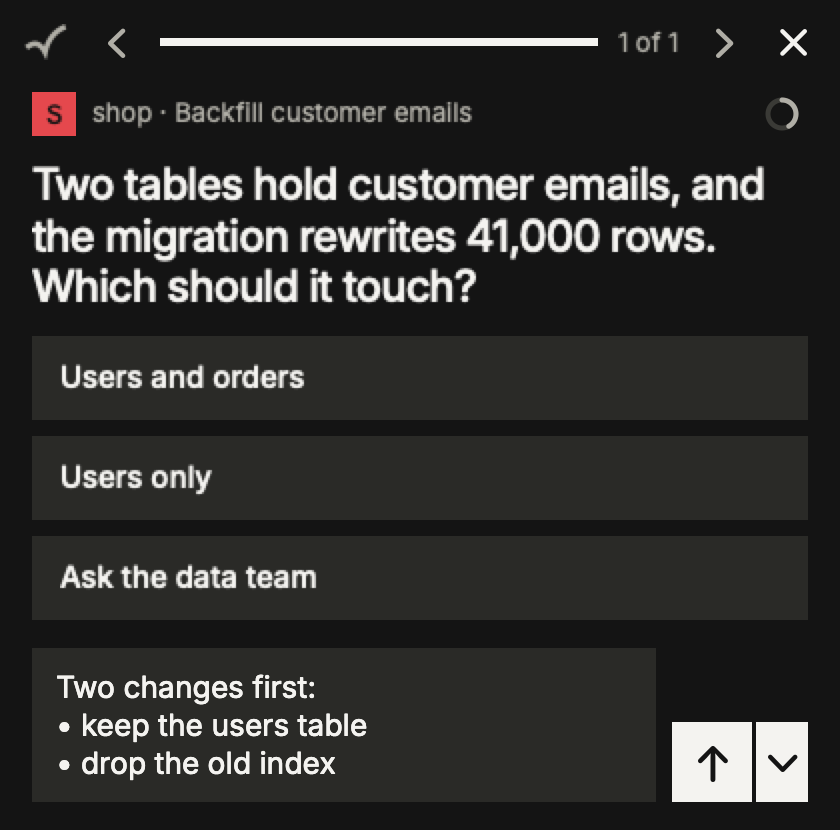 1 of 1
S shop · Backfill customer emails
Two tables hold customer emails, and
the migration rewrites 41,000 rows.
Which should it touch?
Users and orders
Users only
Ask the data team
Two changes first:
• keep the users table
• drop the old index